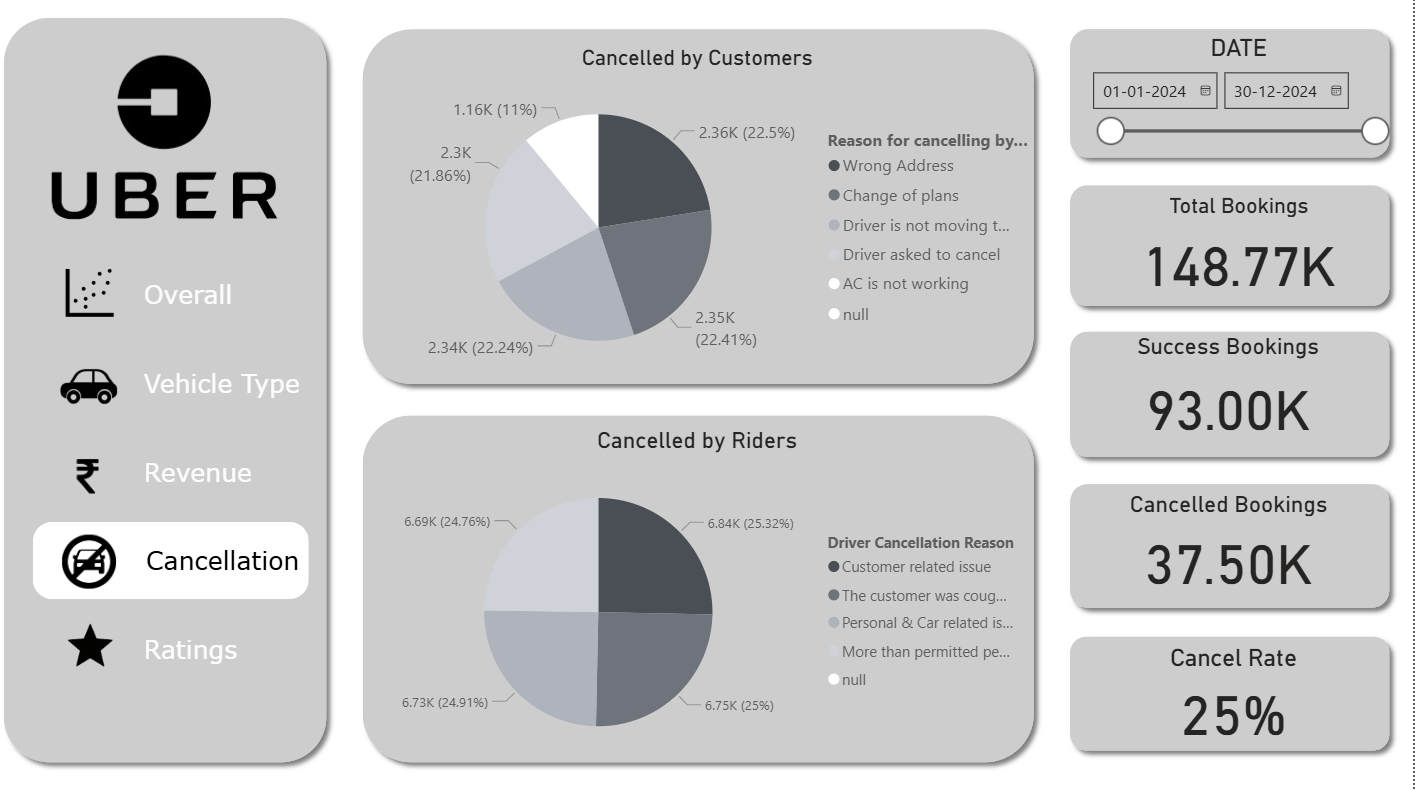 UBER
Overall
Vehicle Type
₹
Revenue
Cancellation
Ratings
Cancelled by Customers
1.16K (11%)
2.36K (22.5%)
2.3K
(21.86%)
2.35K
(22.41%)
2.34K (22.24%)
Reason for cancelling by...
Wrong Address
Change of plans
Driver is not moving t...
Driver asked to cancel
AC is not working
null
Cancelled by Riders
6.69K (24.76%)
6.84K (25.32%)
6.73K (24.91%)
6.75K (25%)
Driver Cancellation Reason
Customer related issue
The customer was coug...
Personal & Car related is...
More than permitted pe...
null
DATE
01-01-2024
30-12-2024
Total Bookings
148.77K
Success Bookings
93.00K
Cancelled Bookings
37.50K
Cancel Rate
25%